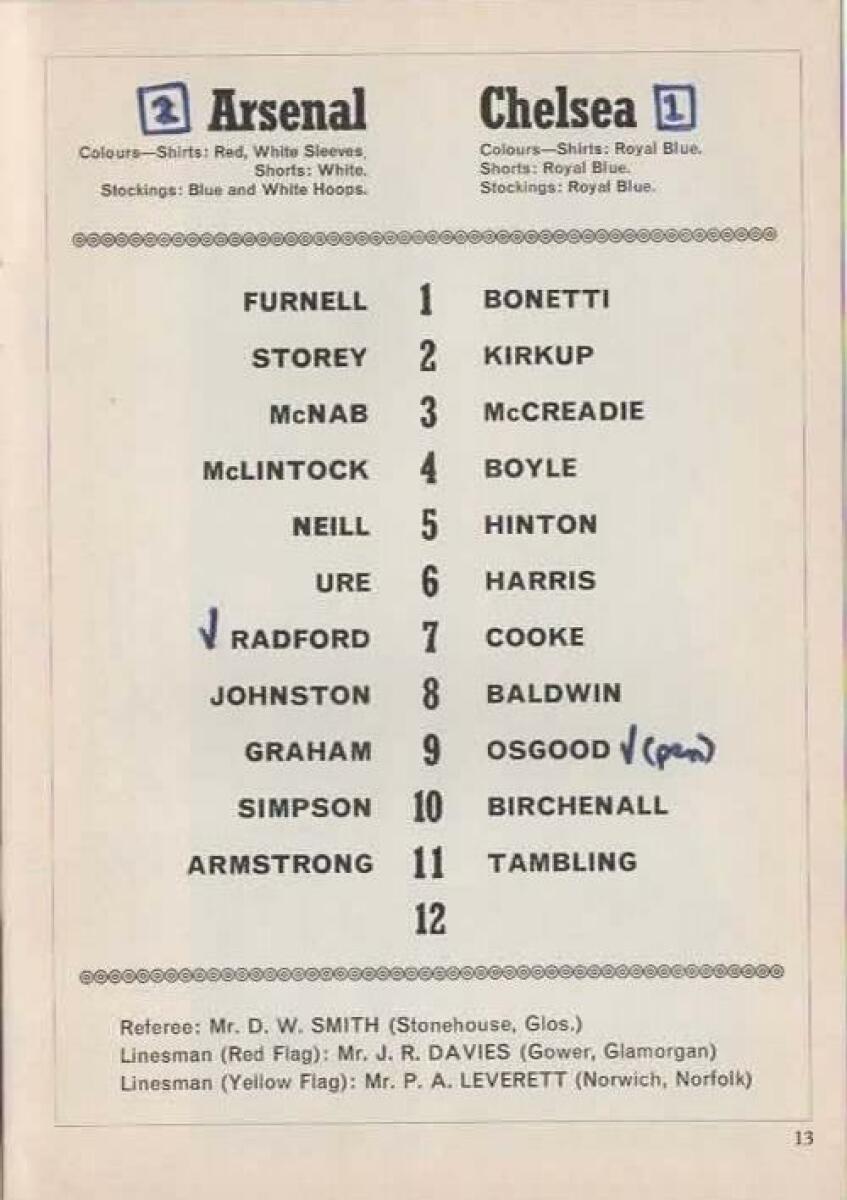 2 Arsenal
Colours—Shirts: Red, White Sleeves.
Shorts: White.
Stockings: Blue and White Hoops.
Chelsea 1
Colours—Shirts: Royal Blue.
Shorts: Royal Blue.
Stockings: Royal Blue.
FURNELL 1 BONETTI
STOREY 2 KIRKUP
McNAB 3 McCREADIE
McLINTOCK 4 BOYLE
NEILL 5 HINTON
URE 6 HARRIS
✓ RADFORD 7 COOKE
JOHNSTON 8 BALDWIN
GRAHAM 9 OSGOOD ✓ (pen)
SIMPSON 10 BIRCHENALL
ARMSTRONG 11 TAMBLING
12
Referee: Mr. D. W. SMITH (Stonehouse, Glos.)
Linesman (Red Flag): Mr. J. R. DAVIES (Gower, Glamorgan)
Linesman (Yellow Flag): Mr. P. A. LEVERETT (Norwich, Norfolk)
13